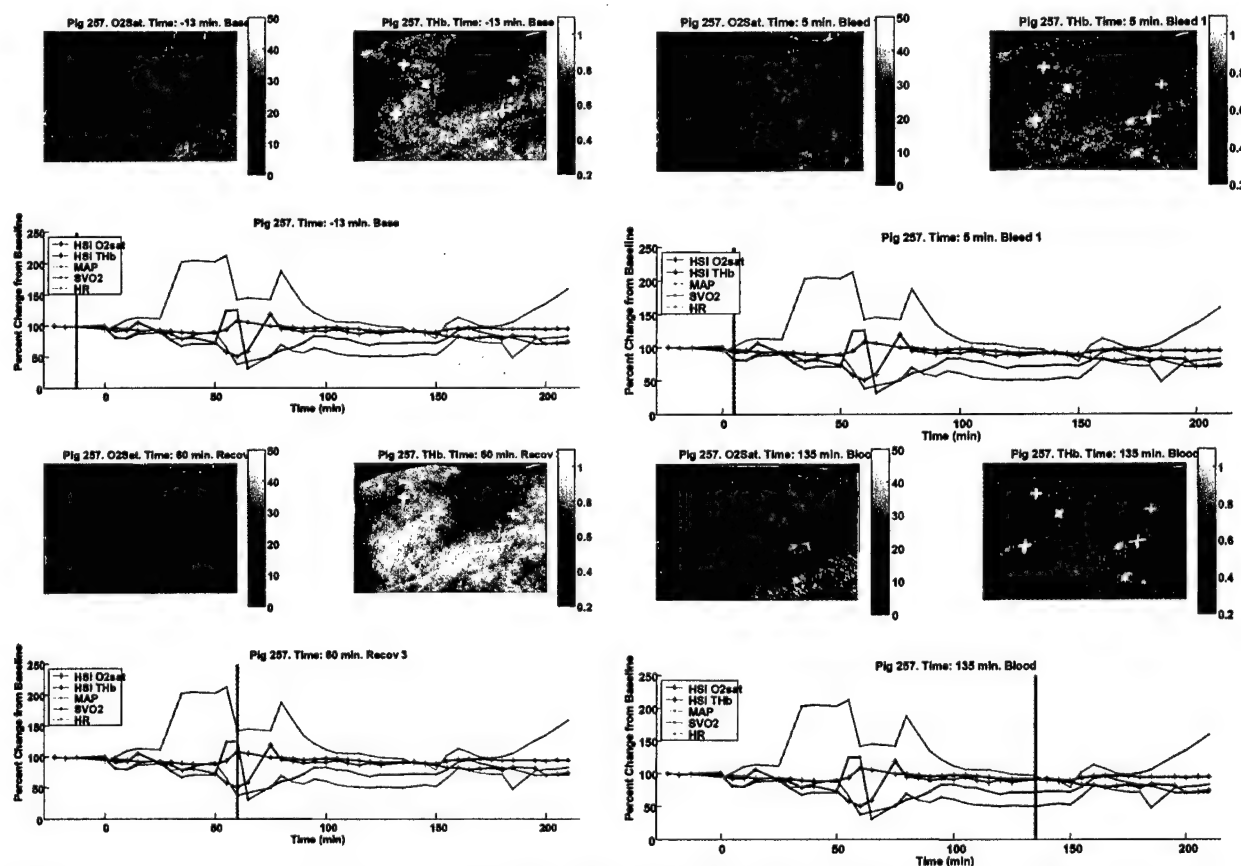 Pig 257. O2Sat. Time: -13 min. Base
50
40
30
20
10
0
Pig 257. THb. Time: -13 min. Base
1
0.8
0.6
0.4
0.2
Pig 257. O2Sat. Time: 5 min. Bleed 1
50
40
30
20
10
0
Pig 257. THb. Time: 5 min. Bleed 1
1
0.8
0.6
0.4
0.2
Pig 257. Time: -13 min. Base
Percent Change from Baseline
250
200
150
100
50
0
HSI O2sat
HSI THb
MAP
SVO2
HR
0 50 100 150 200
Time (min)
Pig 257. Time: 5 min. Bleed 1
Percent Change from Baseline
250
200
150
100
50
0
HSI O2sat
HSI THb
MAP
SVO2
HR
0 50 100 150 200
Time (min)
Pig 257. O2Sat. Time: 60 min. Recov
50
40
30
20
10
0
Pig 257. THb. Time: 60 min. Recov
1
0.8
0.6
0.4
0.2
Pig 257. O2Sat. Time: 135 min. Blood
50
40
30
20
10
0
Pig 257. THb. Time: 135 min. Blood
1
0.8
0.6
0.4
0.2
Pig 257. Time: 60 min. Recov 3
Percent Change from Baseline
250
200
150
100
50
0
HSI O2sat
HSI THb
MAP
SVO2
HR
0 50 100 150 200
Time (min)
Pig 257. Time: 135 min. Blood
Percent Change from Baseline
250
200
150
100
50
0
HSI O2sat
HSI THb
MAP
SVO2
HR
0 50 100 150 200
Time (min)